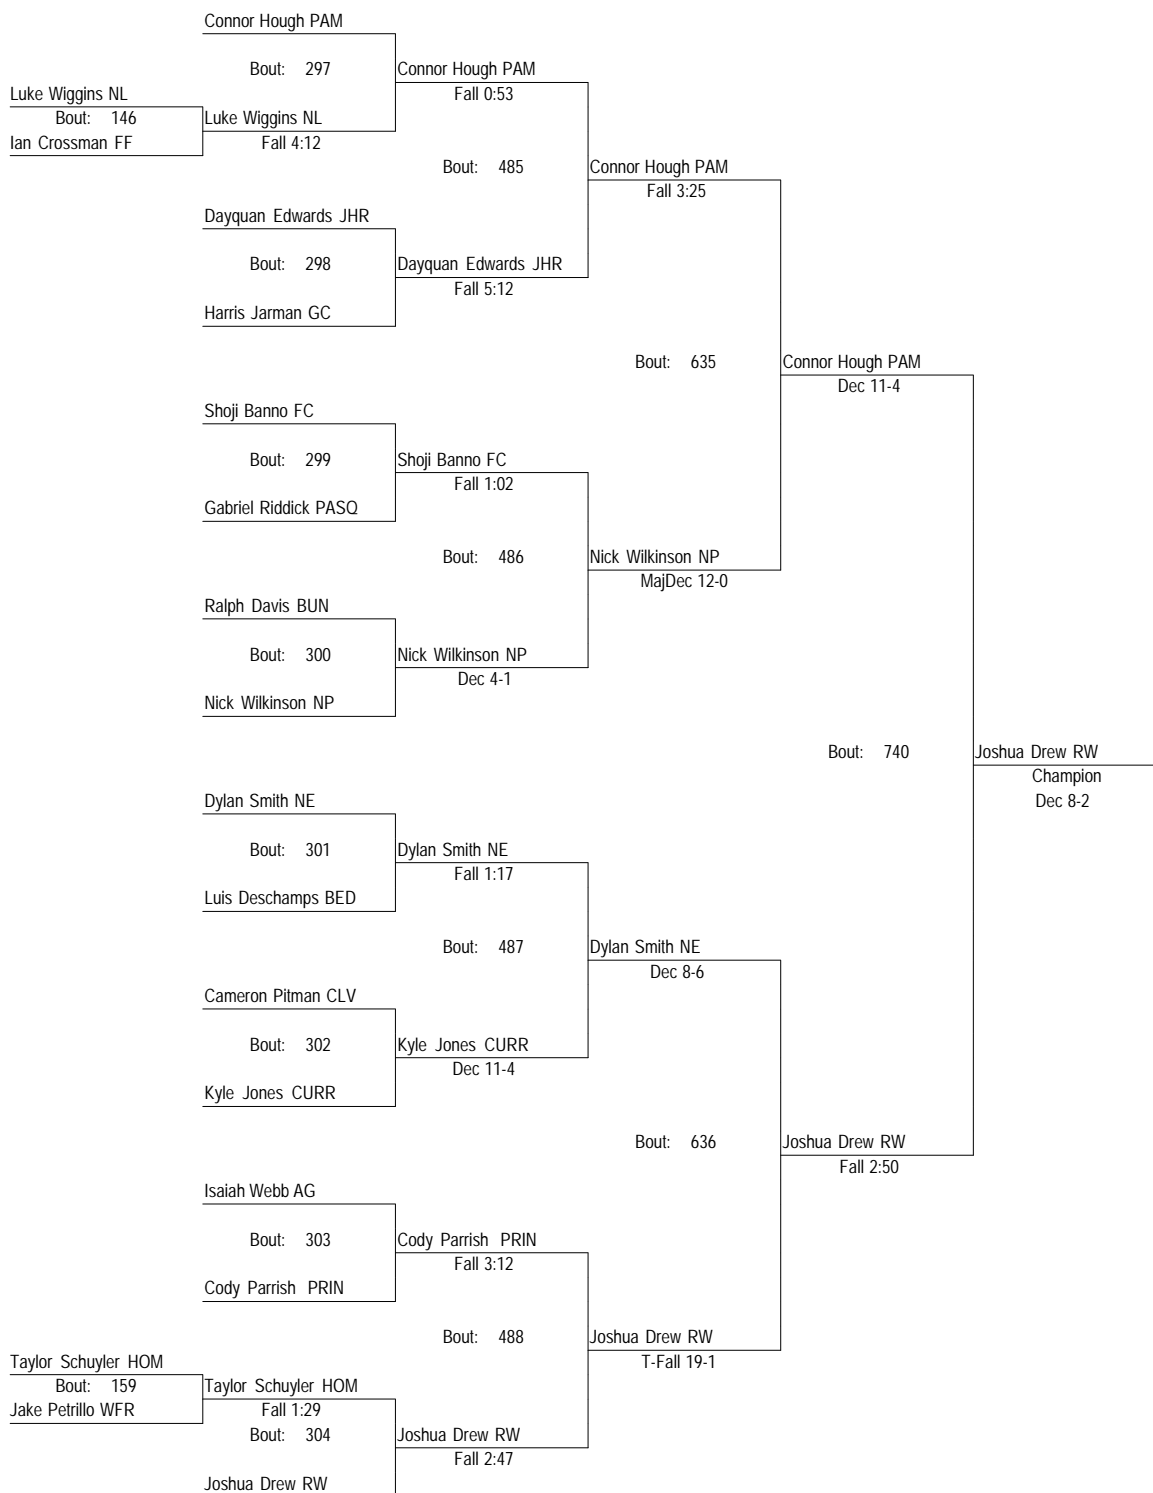 Connor Hough PAM
Bout: 297
Connor Hough PAM
Fall 0:53
Luke Wiggins NL
Bout: 146
Luke Wiggins NL
Ian Crossman FF
Fall 4:12
Bout: 485
Connor Hough PAM
Fall 3:25
Dayquan Edwards JHR
Bout: 298
Dayquan Edwards JHR
Fall 5:12
Harris Jarman GC
Bout: 635
Connor Hough PAM
Dec 11-4
Shoji Banno FC
Bout: 299
Shoji Banno FC
Fall 1:02
Gabriel Riddick PASQ
Bout: 486
Nick Wilkinson NP
MajDec 12-0
Ralph Davis BUN
Bout: 300
Nick Wilkinson NP
Dec 4-1
Nick Wilkinson NP
Bout: 740
Joshua Drew RW
Champion
Dec 8-2
Dylan Smith NE
Bout: 301
Dylan Smith NE
Fall 1:17
Luis Deschamps BED
Bout: 487
Dylan Smith NE
Dec 8-6
Cameron Pitman CLV
Bout: 302
Kyle Jones CURR
Dec 11-4
Kyle Jones CURR
Bout: 636
Joshua Drew RW
Fall 2:50
Isaiah Webb AG
Bout: 303
Cody Parrish PRIN
Fall 3:12
Cody Parrish PRIN
Bout: 488
Joshua Drew RW
T-Fall 19-1
Taylor Schuyler HOM
Bout: 159
Taylor Schuyler HOM
Jake Petrillo WFR
Fall 1:29
Bout: 304
Joshua Drew RW
Fall 2:47
Joshua Drew RW